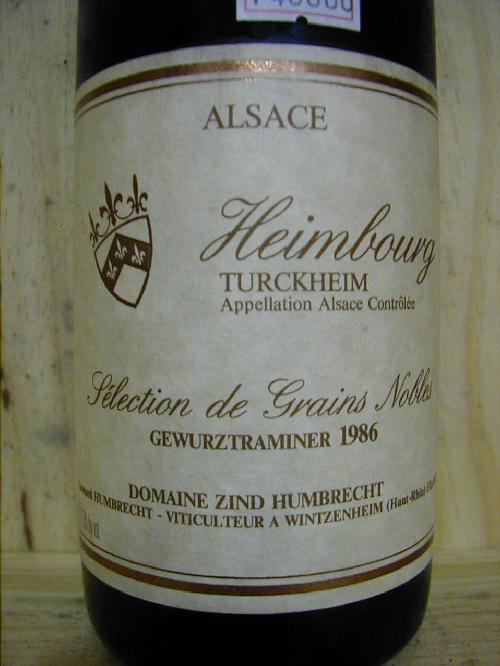 ALSACE
Heimbourg
TURCKHEIM
Appellation Alsace Contrôlée
Sélection de Grains Nobles
GEWURZTRAMINER 1986
DOMAINE ZIND HUMBRECHT
HUMBRECHT - VITICULTEUR A WINTZENHEIM (Haut-Rhin)